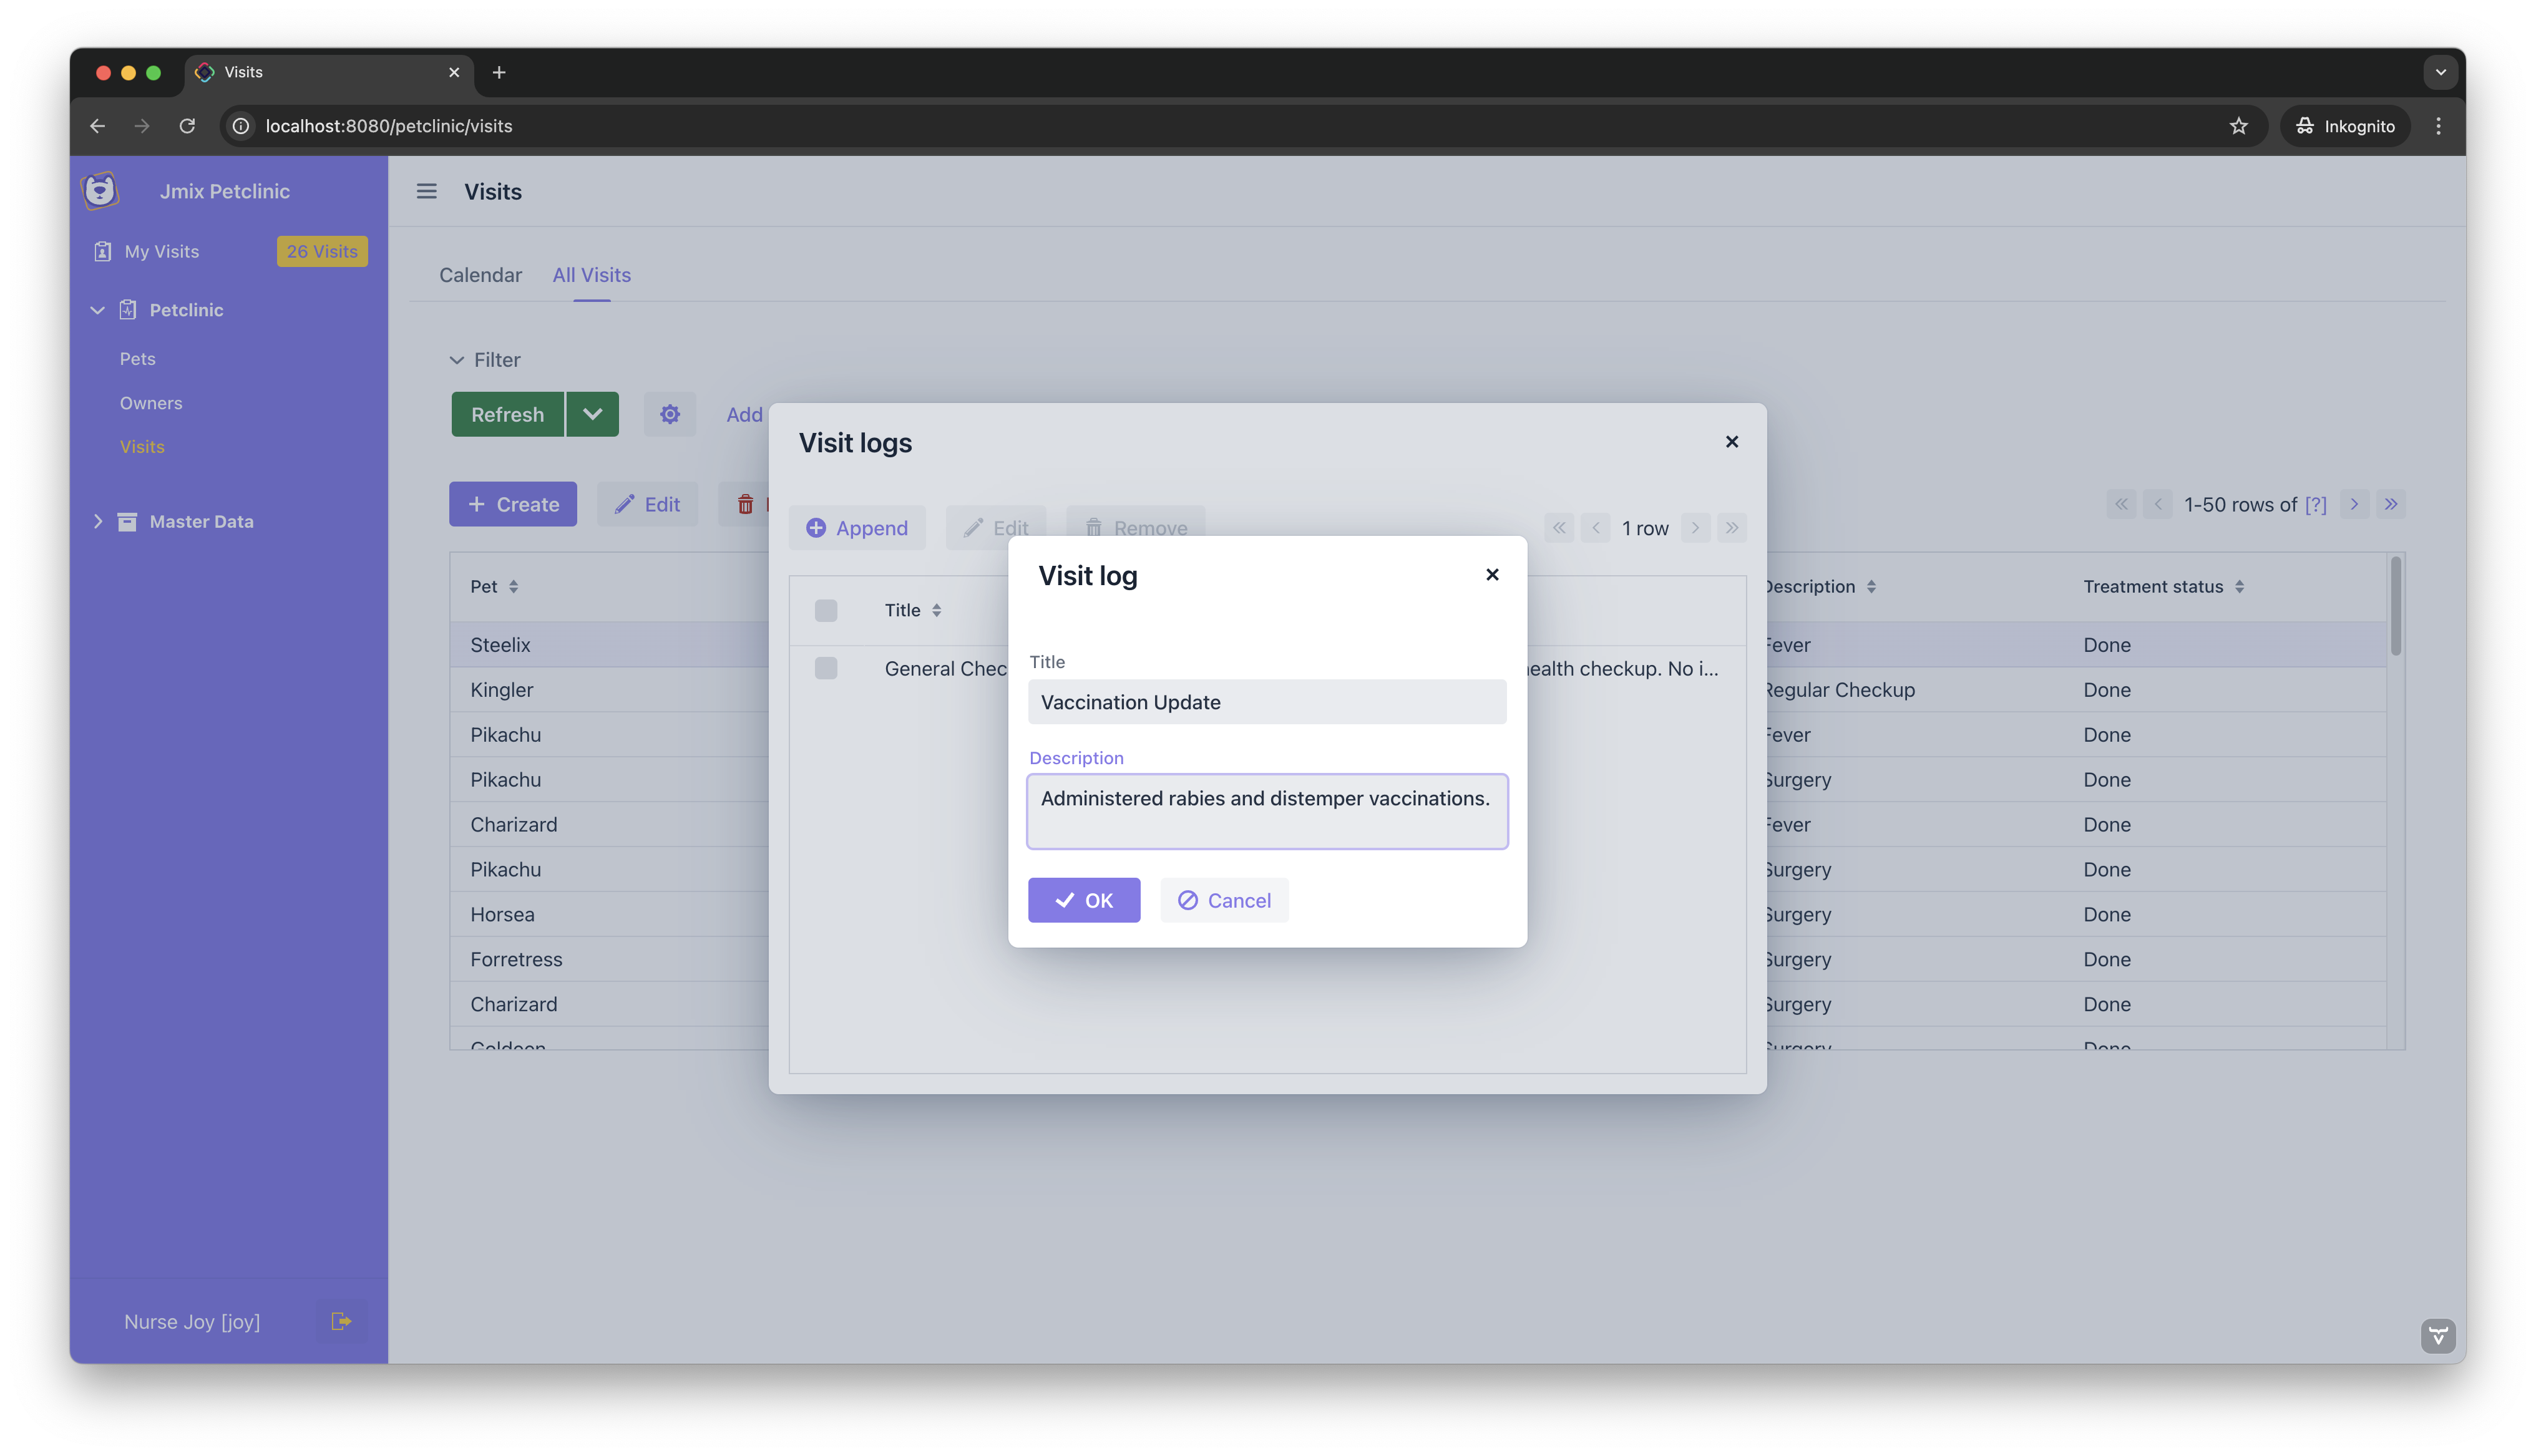 Visits
localhost:8080/petclinic/visits
Inkognito
Jmix Petclinic
My Visits
26 Visits
Petclinic
Pets
Owners
Visits
Master Data
Nurse Joy [joy]
Visits
Calendar
All Visits
Filter
Refresh
Add
Create
Edit
1-50 rows of [?]
Pet
Description
Treatment status
Steelix
Fever
Done
Kingler
Regular Checkup
Done
Pikachu
Fever
Done
Pikachu
Surgery
Done
Charizard
Fever
Done
Pikachu
Surgery
Done
Horsea
Surgery
Done
Forretress
Surgery
Done
Charizard
Surgery
Done
Goldeen
Surgery
Done
Visit logs
Append
Edit
Remove
1 row
Title
General Chec
ealth checkup. No i...
Visit log
Title
Vaccination Update
Description
Administered rabies and distemper vaccinations.
OK
Cancel